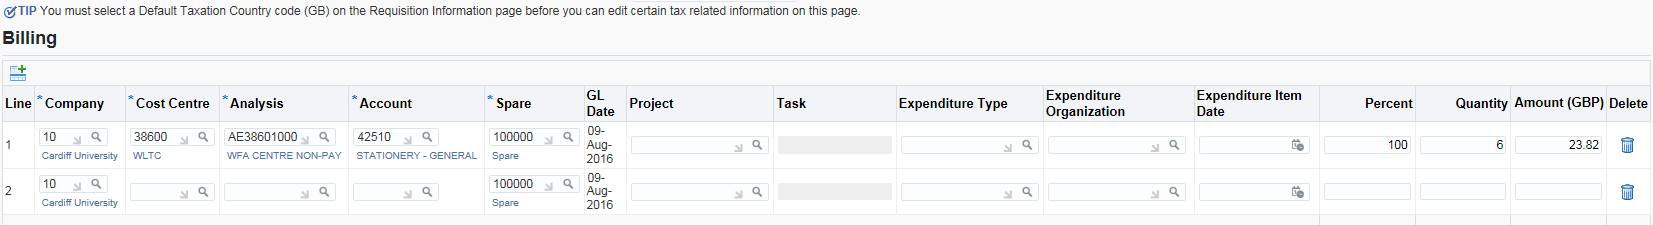 TIP You must select a Default Taxation Country code (GB) on the Requisition Information page before you can edit certain tax related information on this page.
Billing
Line * Company * Cost Centre * Analysis * Account * Spare GL Date Project Task Expenditure Type Expenditure Organization Expenditure Item Date Percent Quantity Amount (GBP) Delete
1 10 38600 AE38601000 42510 100000 09-Aug-2016 100 6 23.82
Cardiff University WLTC WFA CENTRE NON-PAY STATIONERY - GENERAL Spare
2 10 100000 09-Aug-2016
Cardiff University Spare